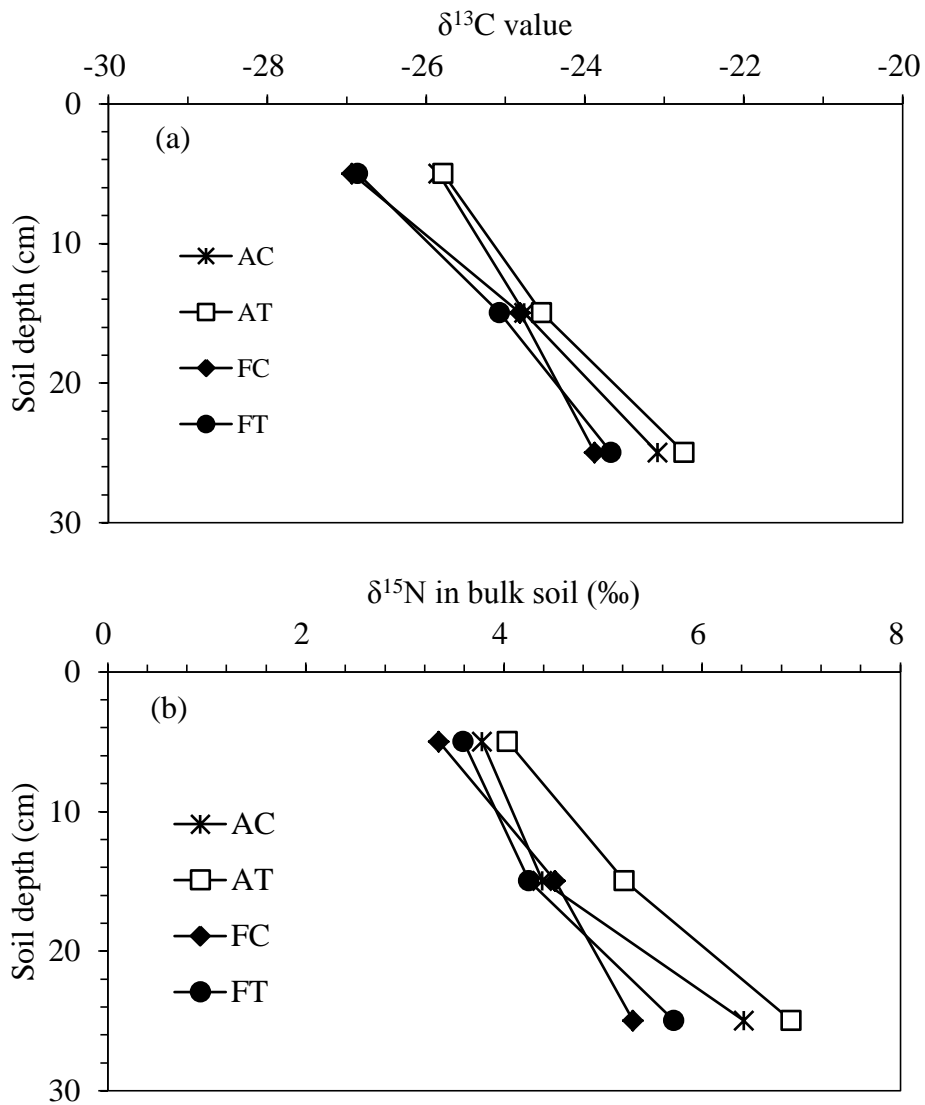 δ¹³C value
-30 -28 -26 -24 -22 -20
0
(a)
10
AC
AT
20
FC
FT
30
Soil depth (cm)
δ¹⁵N in bulk soil (‰)
0 2 4 6 8
0
(b)
10
AC
AT
20
FC
FT
30
Soil depth (cm)